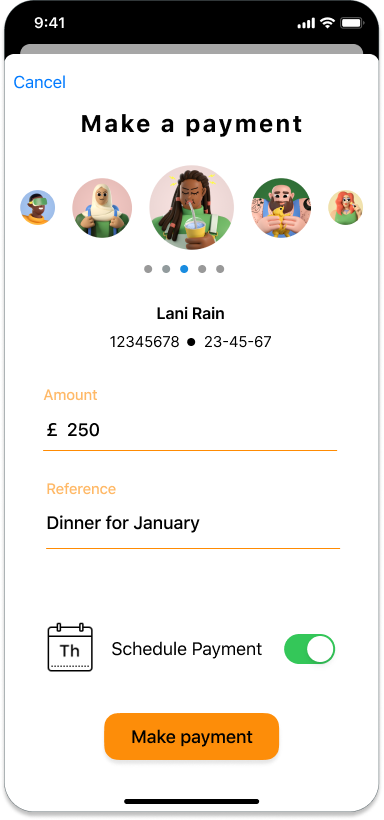 9:41
Cancel
Make a payment
Lani Rain
12345678 ● 23-45-67
Amount
£ 250
Reference
Dinner for January
Th
Schedule Payment
Make payment